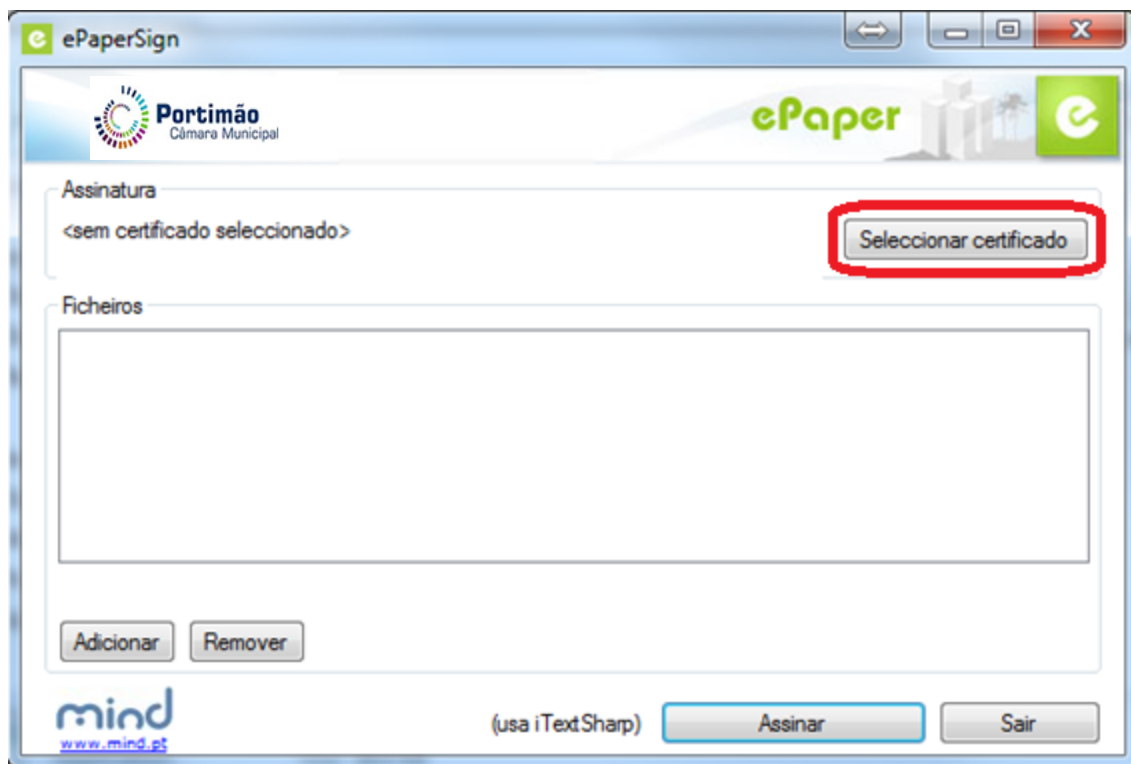 ePaperSign
Portimão
Câmara Municipal
ePaper
Assinatura
<sem certificado seleccionado>
Seleccionar certificado
Ficheiros
Adicionar Remover
mind
www.mind.pt
(usa iTextSharp) Assinar Sair